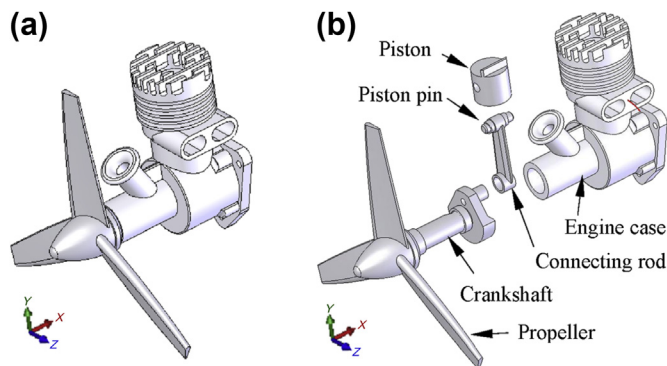 (a)
(b)
Piston
Piston pin
Engine case
Connecting rod
Crankshaft
Propeller
Y
X
Z
Y
X
Z